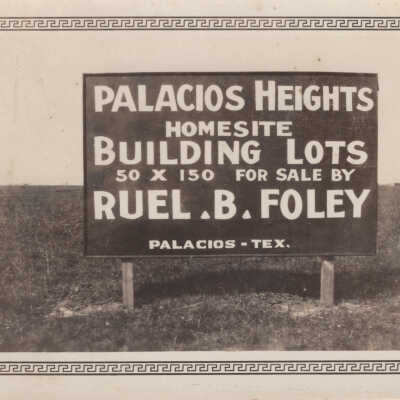 PALACIOS HEIGHTS
HOMESITE
BUILDING LOTS
50 X 150 FOR SALE BY
RUEL.B.FOLEY
PALACIOS-TEX.